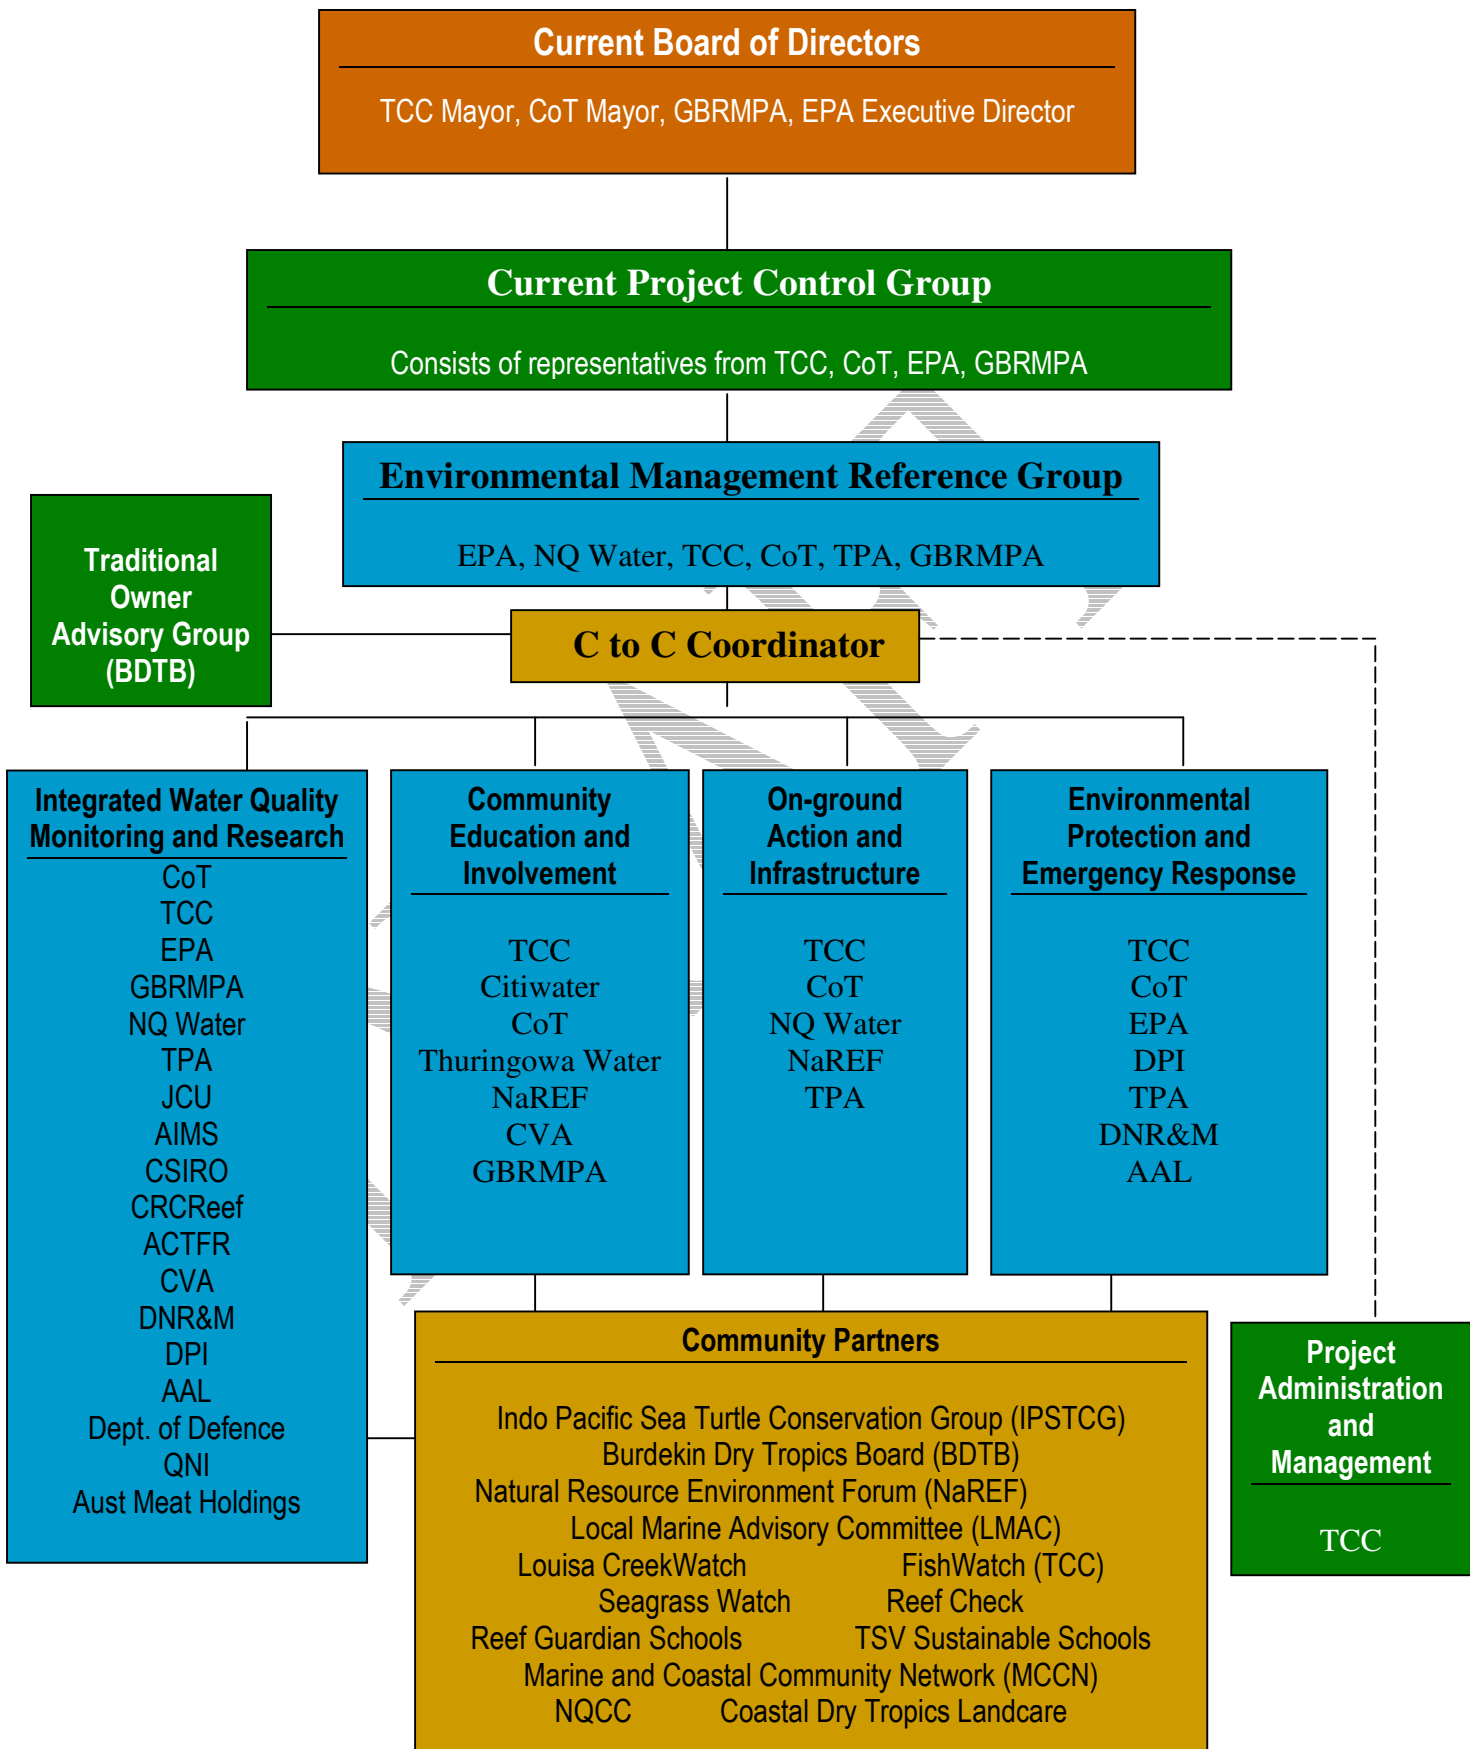 Current Board of Directors
TCC Mayor, CoT Mayor, GBRMPA, EPA Executive Director
Current Project Control Group
Consists of representatives from TCC, CoT, EPA, GBRMPA
Environmental Management Reference Group
EPA, NQ Water, TCC, CoT, TPA, GBRMPA
Traditional
Owner
Advisory Group
(BDTB)
C to C Coordinator
Integrated Water Quality
Monitoring and Research
CoT
TCC
EPA
GBRMPA
NQ Water
TPA
JCU
AIMS
CSIRO
CRCReef
ACTFR
CVA
DNR&M
DPI
AAL
Dept. of Defence
QNI
Aust Meat Holdings
Community
Education and
Involvement
TCC
Citiwater
CoT
Thuringowa Water
NaREF
CVA
GBRMPA
On-ground
Action and
Infrastructure
TCC
CoT
NQ Water
NaREF
TPA
Environmental
Protection and
Emergency Response
TCC
CoT
EPA
DPI
TPA
DNR&M
AAL
Community Partners
Indo Pacific Sea Turtle Conservation Group (IPSTCG)
Burdekin Dry Tropics Board (BDTB)
Natural Resource Environment Forum (NaREF)
Local Marine Advisory Committee (LMAC)
Louisa CreekWatch FishWatch (TCC)
Seagrass Watch Reef Check
Reef Guardian Schools TSV Sustainable Schools
Marine and Coastal Community Network (MCCN)
NQCC Coastal Dry Tropics Landcare
Project
Administration
and
Management
TCC